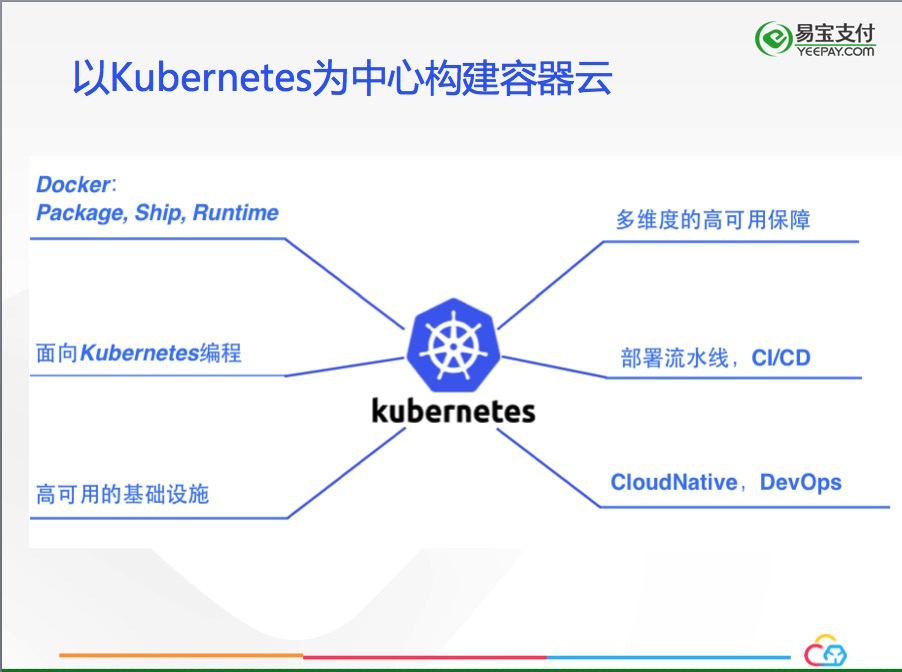 易宝支付
YEEPAY.COM
以Kubernetes为中心构建容器云
Docker:
Package, Ship, Runtime
面向Kubernetes编程
高可用的基础设施
kubernetes
多维度的高可用保障
部署流水线，CI/CD
CloudNative，DevOps